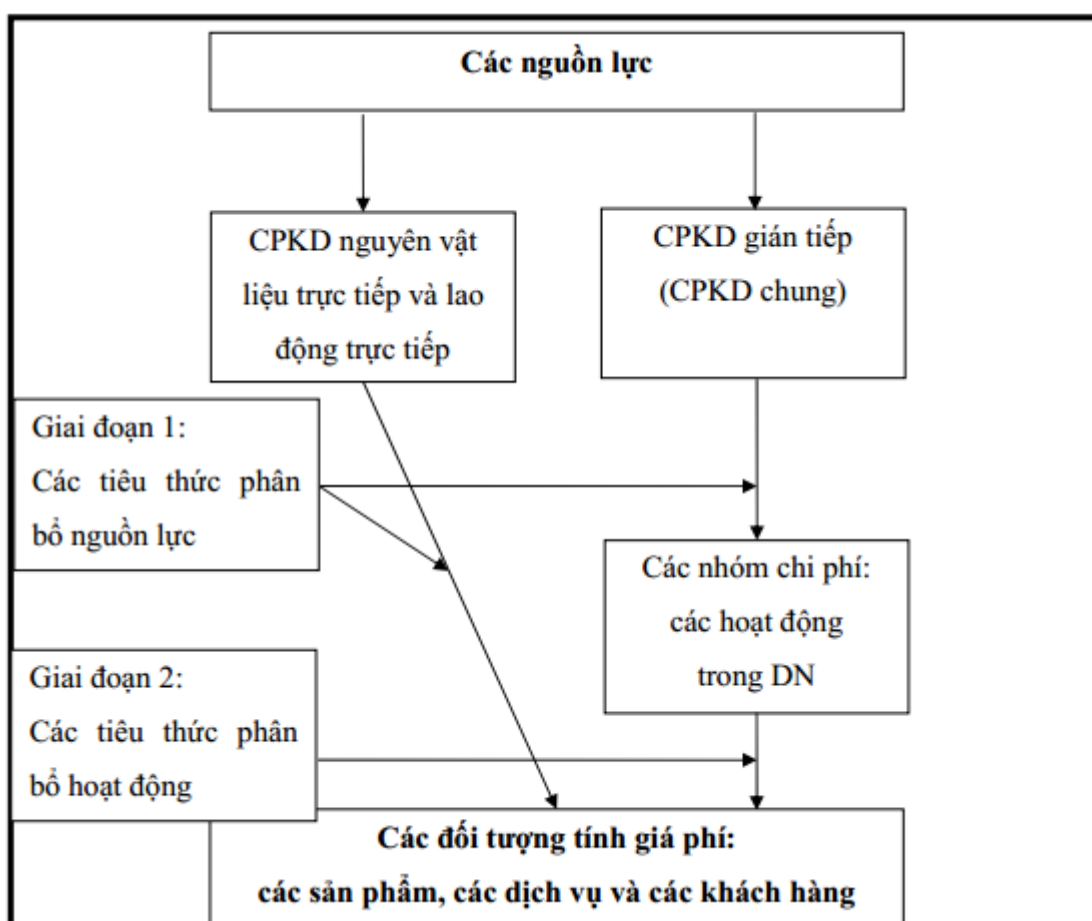 Các nguồn lực
CPKD nguyên vật
liệu trực tiếp và lao
động trực tiếp
CPKD gián tiếp
(CPKD chung)
Giai đoạn 1:
Các tiêu thức phân
bổ nguồn lực
Các nhóm chi phí:
các hoạt động
trong DN
Giai đoạn 2:
Các tiêu thức phân
bổ hoạt động
Các đối tượng tính giá phí:
các sản phẩm, các dịch vụ và các khách hàng